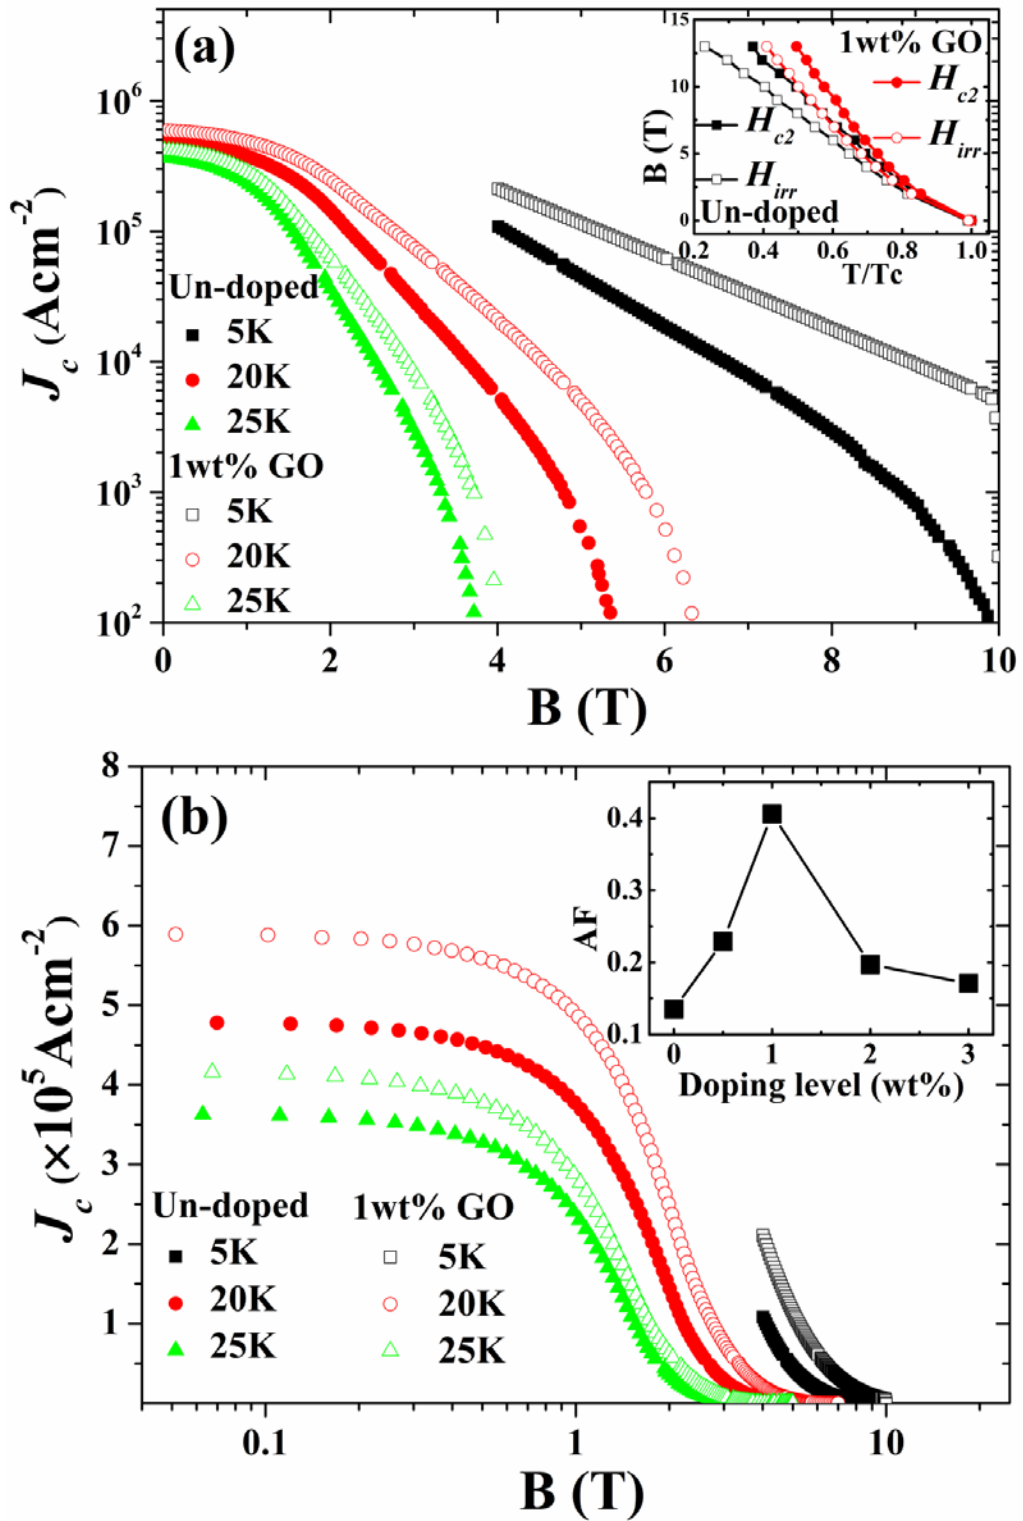 (a)
J_c (Acm^-2)
10^6
10^5
10^4
10^3
10^2
Un-doped
5K
20K
25K
1wt% GO
5K
20K
25K
0
2
4
6
8
10
B (T)
15
10
5
0
B (T)
1wt% GO
H_c2
H_c2
H_irr
H_irr
Un-doped
0.2
0.4
0.6
0.8
1.0
T/Tc
(b)
J_c (×10^5 Acm^-2)
8
7
6
5
4
3
2
1
Un-doped
5K
20K
25K
1wt% GO
5K
20K
25K
0.1
1
10
B (T)
AF
0.4
0.3
0.2
0.1
0
1
2
3
Doping level (wt%)